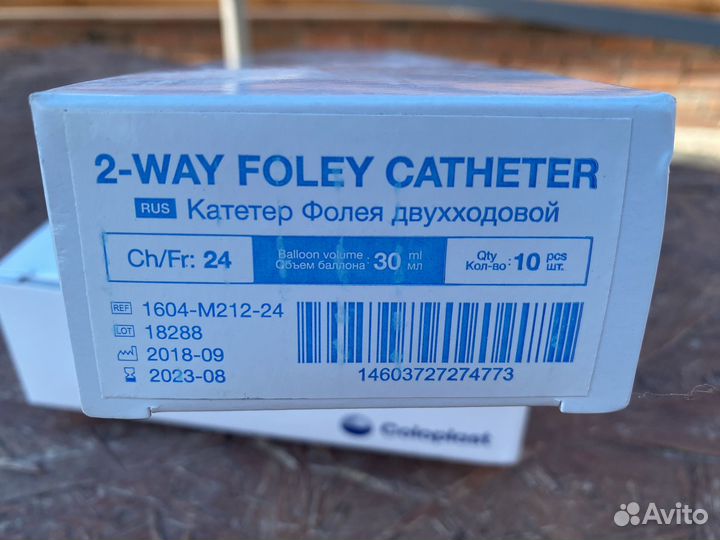 2-WAY FOLEY CATHETER
RUS Катетер Фолея двухходовой
Ch/Fr: 24
Balloon volume : 30 ml
Объем баллона мл
Qty : 10 pcs
Кол-во шт.
REF 1604-M212-24
LOT 18288
2018-09
2023-08
14603727274773
Coloplast
Avito